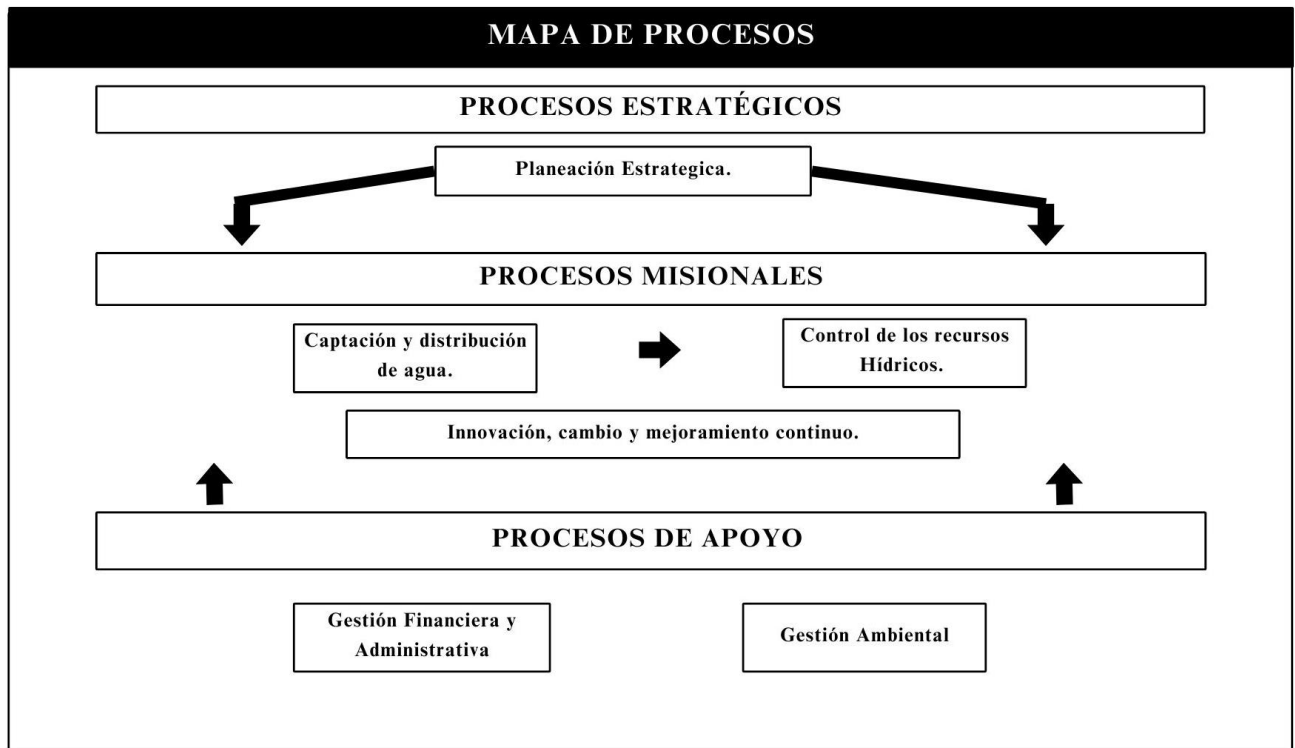 MAPA DE PROCESOS
PROCESOS ESTRATÉGICOS
Planeación Estrategica.
PROCESOS MISIONALES
Captación y distribución
de agua.
Control de los recursos
Hídricos.
Innovación, cambio y mejoramiento continuo.
PROCESOS DE APOYO
Gestión Financiera y
Administrativa
Gestión Ambiental